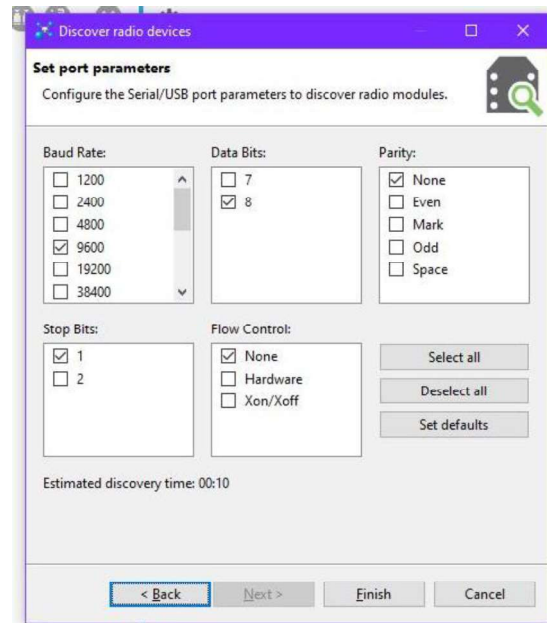 Discover radio devices
Set port parameters
Configure the Serial/USB port parameters to discover radio modules.
Baud Rate:
1200
2400
4800
9600
19200
38400
Data Bits:
7
8
Parity:
None
Even
Mark
Odd
Space
Stop Bits:
1
2
Flow Control:
None
Hardware
Xon/Xoff
Select all
Deselect all
Set defaults
Estimated discovery time: 00:10
< Back
Next >
Finish
Cancel